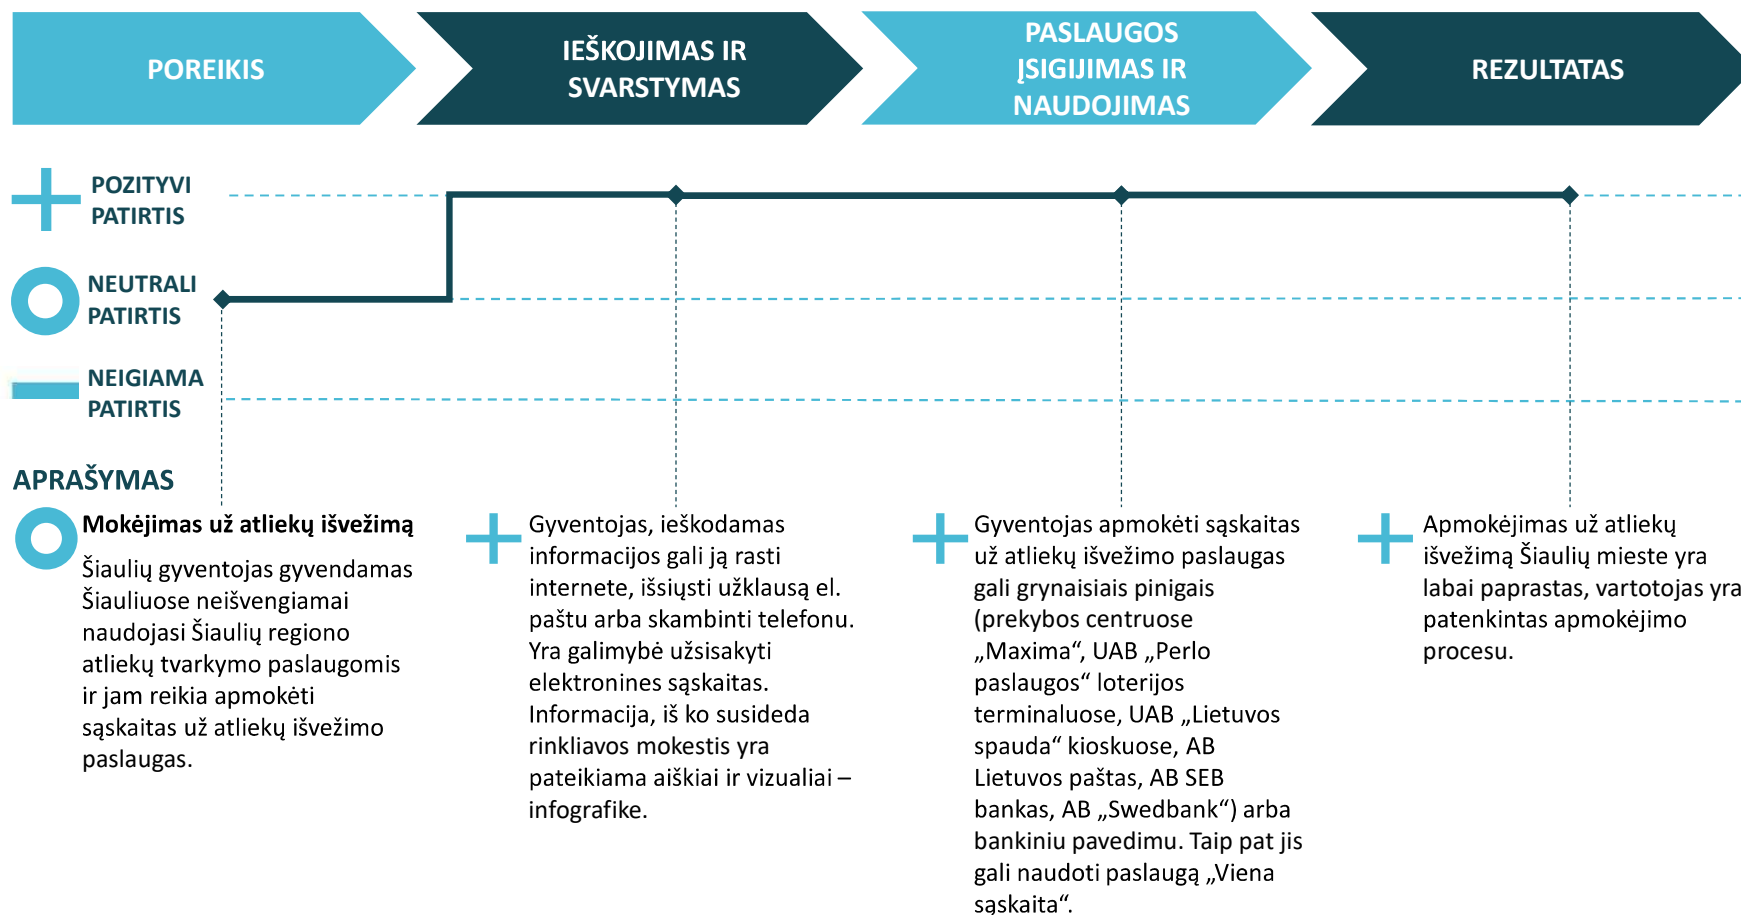 POREIKIS
IEŠKOJIMAS IR
SVARSTYMAS
PASLAUGOS
ĮSIGIJIMAS IR
NAUDOJIMAS
REZULTATAS
POZITYVI
PATIRTIS
NEUTRALI
PATIRTIS
NEIGIAMA
PATIRTIS
APRAŠYMAS
Mokėjimas už atliekų išvežimą
Šiaulių gyventojas gyvendamas
Šiauliuose neišvengiamai
naudojasi Šiaulių regiono
atliekų tvarkymo paslaugomis
ir jam reikia apmokėti
sąskaitas už atliekų išvežimo
paslaugas.
Gyventojas, ieškodamas
informacijos gali ją rasti
internete, išsiųsti užklausą el.
paštu arba skambinti telefonu.
Yra galimybė užsisakyti
elektronines sąskaitas.
Informacija, iš ko susideda
rinkliavos mokestis yra
pateikiama aiškiai ir vizualiai –
infografike.
Gyventojas apmokėti sąskaitas
už atliekų išvežimo paslaugas
gali grynaisiais pinigais
(prekybos centruose
„Maxima“, UAB „Perlo
paslaugos“ loterijos
terminaluose, UAB „Lietuvos
spauda“ kioskuose, AB
Lietuvos paštas, AB SEB
bankas, AB „Swedbank“) arba
bankiniu pavedimu. Taip pat jis
gali naudoti paslaugą „Viena
sąskaita“.
Apmokėjimas už atliekų
išvežimą Šiaulių mieste yra
labai paprastas, vartotojas yra
patenkintas apmokėjimo
procesu.